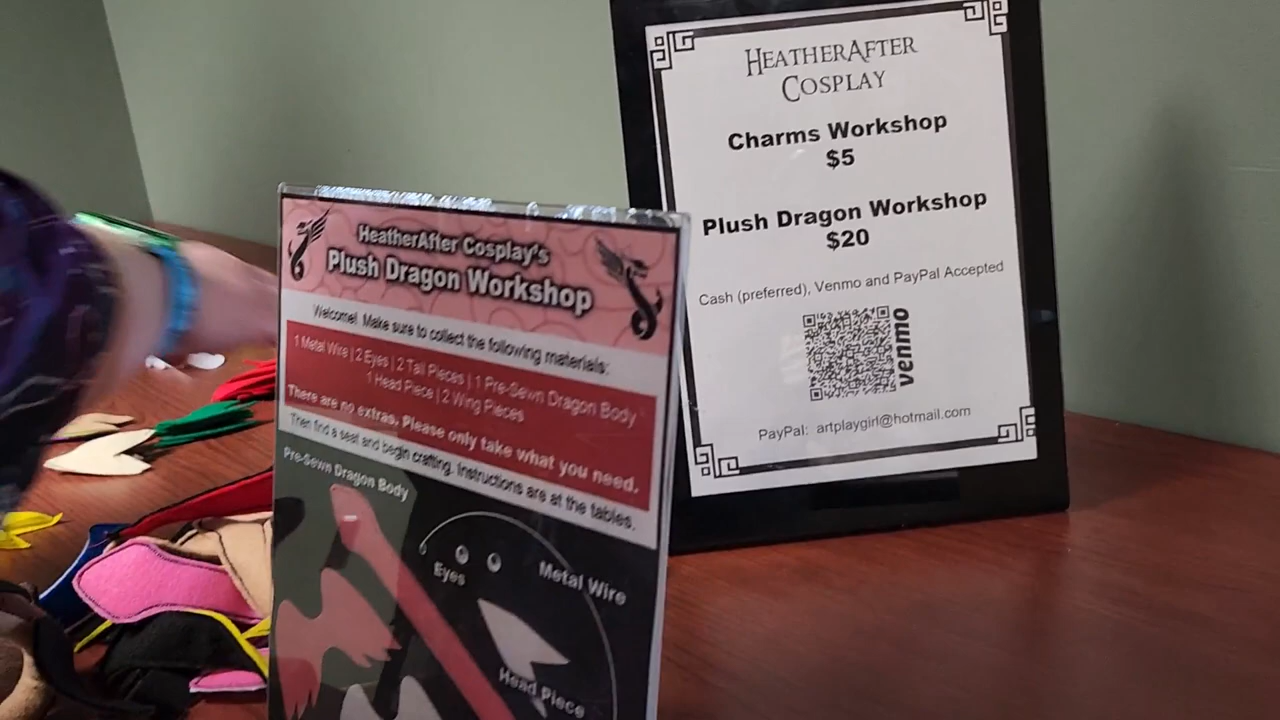 HEATHERAFTER
COSPLAY
Charms Workshop
$5
Plush Dragon Workshop
$20
Cash (preferred), Venmo and PayPal Accepted
venmo
PayPal: artplaygirl@hotmail.com
HeatherAfter Cosplay's
Plush Dragon Workshop
Welcome! Make sure to collect the following materials:
1 Metal Wire | 2 Eyes | 2 Tail Pieces | 1 Pre-Sewn Dragon Body
1 Head Piece | 2 Wing Pieces
There are no extras, Please only take what you need.
Then find a seat and begin crafting. Instructions are at the tables.
Pre-Sewn Dragon Body
Eyes
Metal Wire
Head Piece